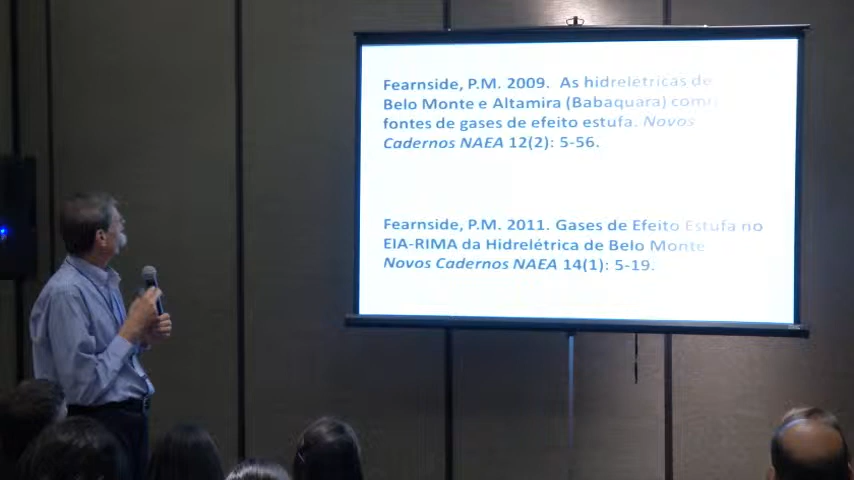 Fearnside, P.M. 2009. As hidrelétricas de
Belo Monte e Altamira (Babaquara) como
fontes de gases de efeito estufa. Novos
Cadernos NAEA 12(2): 5-56.
Fearnside, P.M. 2011. Gases de Efeito Estufa no
EIA-RIMA da Hidrelétrica de Belo Monte
Novos Cadernos NAEA 14(1): 5-19.